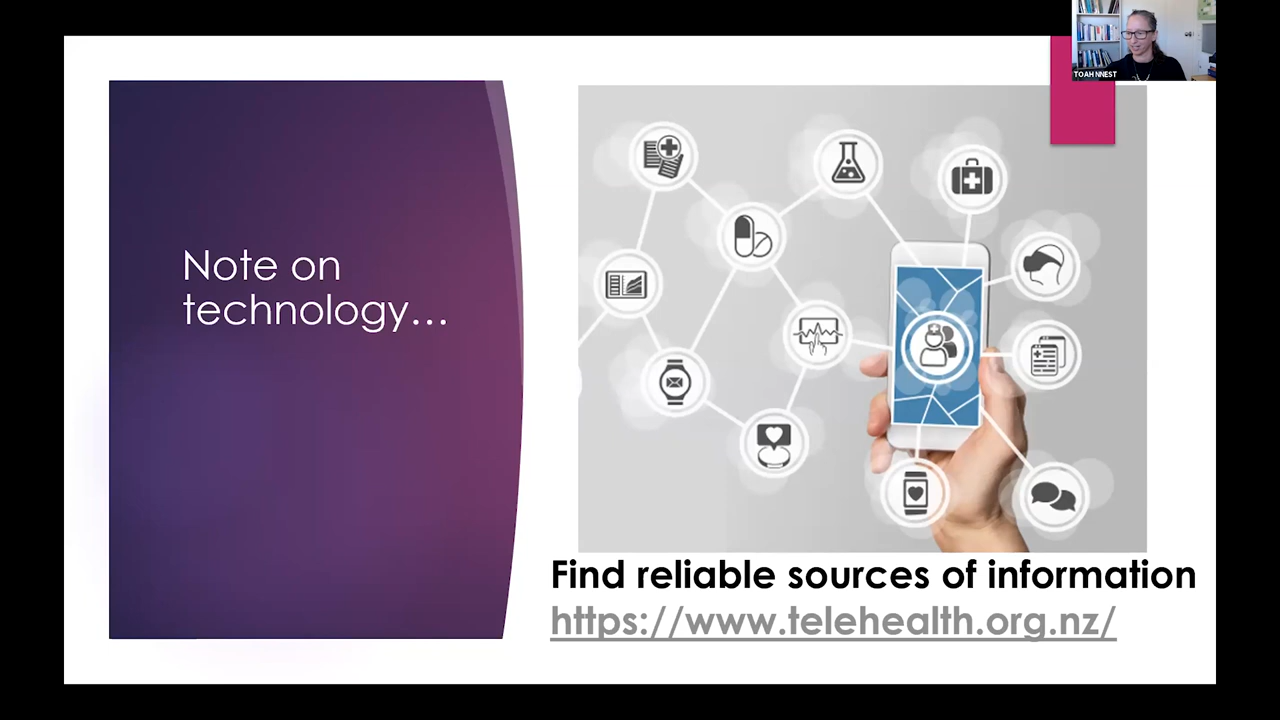 TOAH NNEST
Note on
technology...
Find reliable sources of information
https://www.telehealth.org.nz/